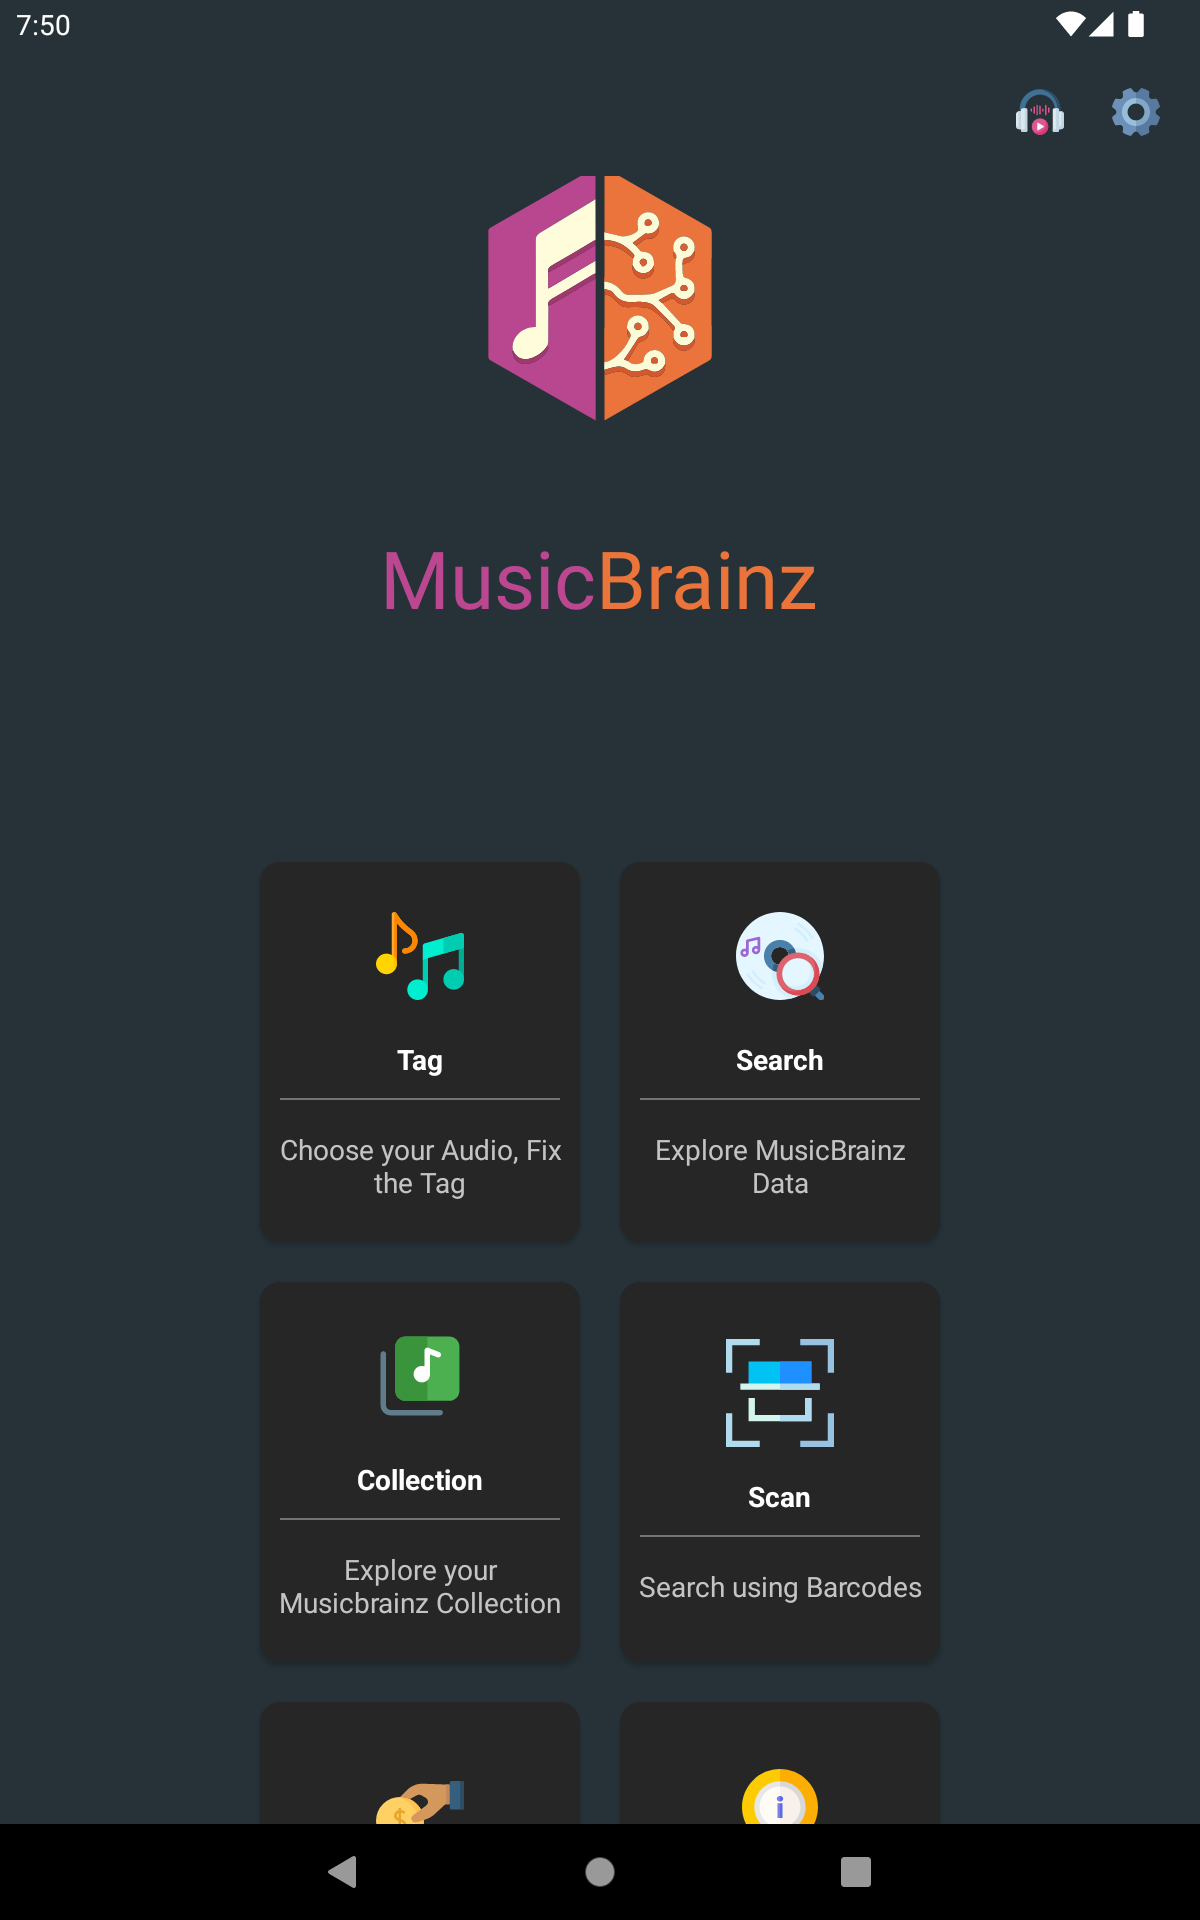 7:50
MusicBrainz
Tag
Choose your Audio, Fix
the Tag
Search
Explore MusicBrainz
Data
Collection
Explore your
Musicbrainz Collection
Scan
Search using Barcodes
$
i